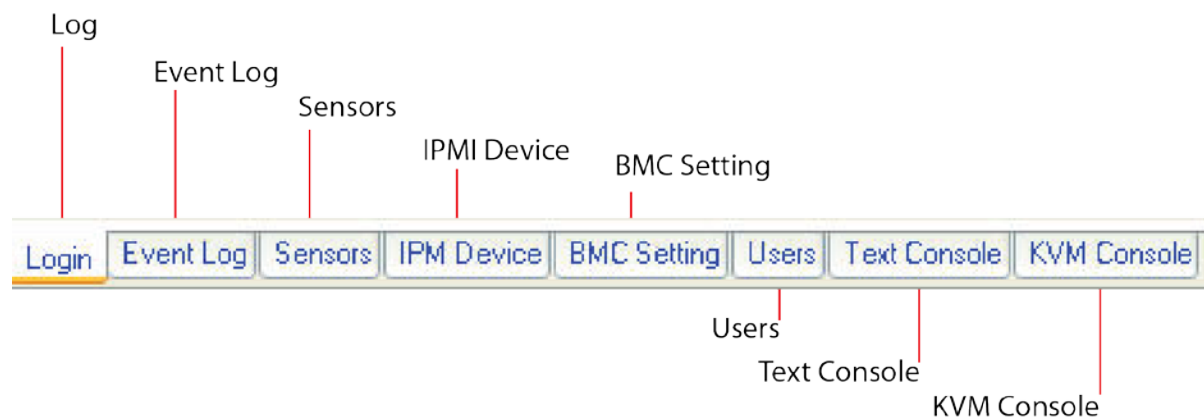 Log
Event Log
Sensors
IPMI Device
BMC Setting
Login Event Log Sensors IPM Device BMC Setting Users Text Console KVM Console
Users
Text Console
KVM Console